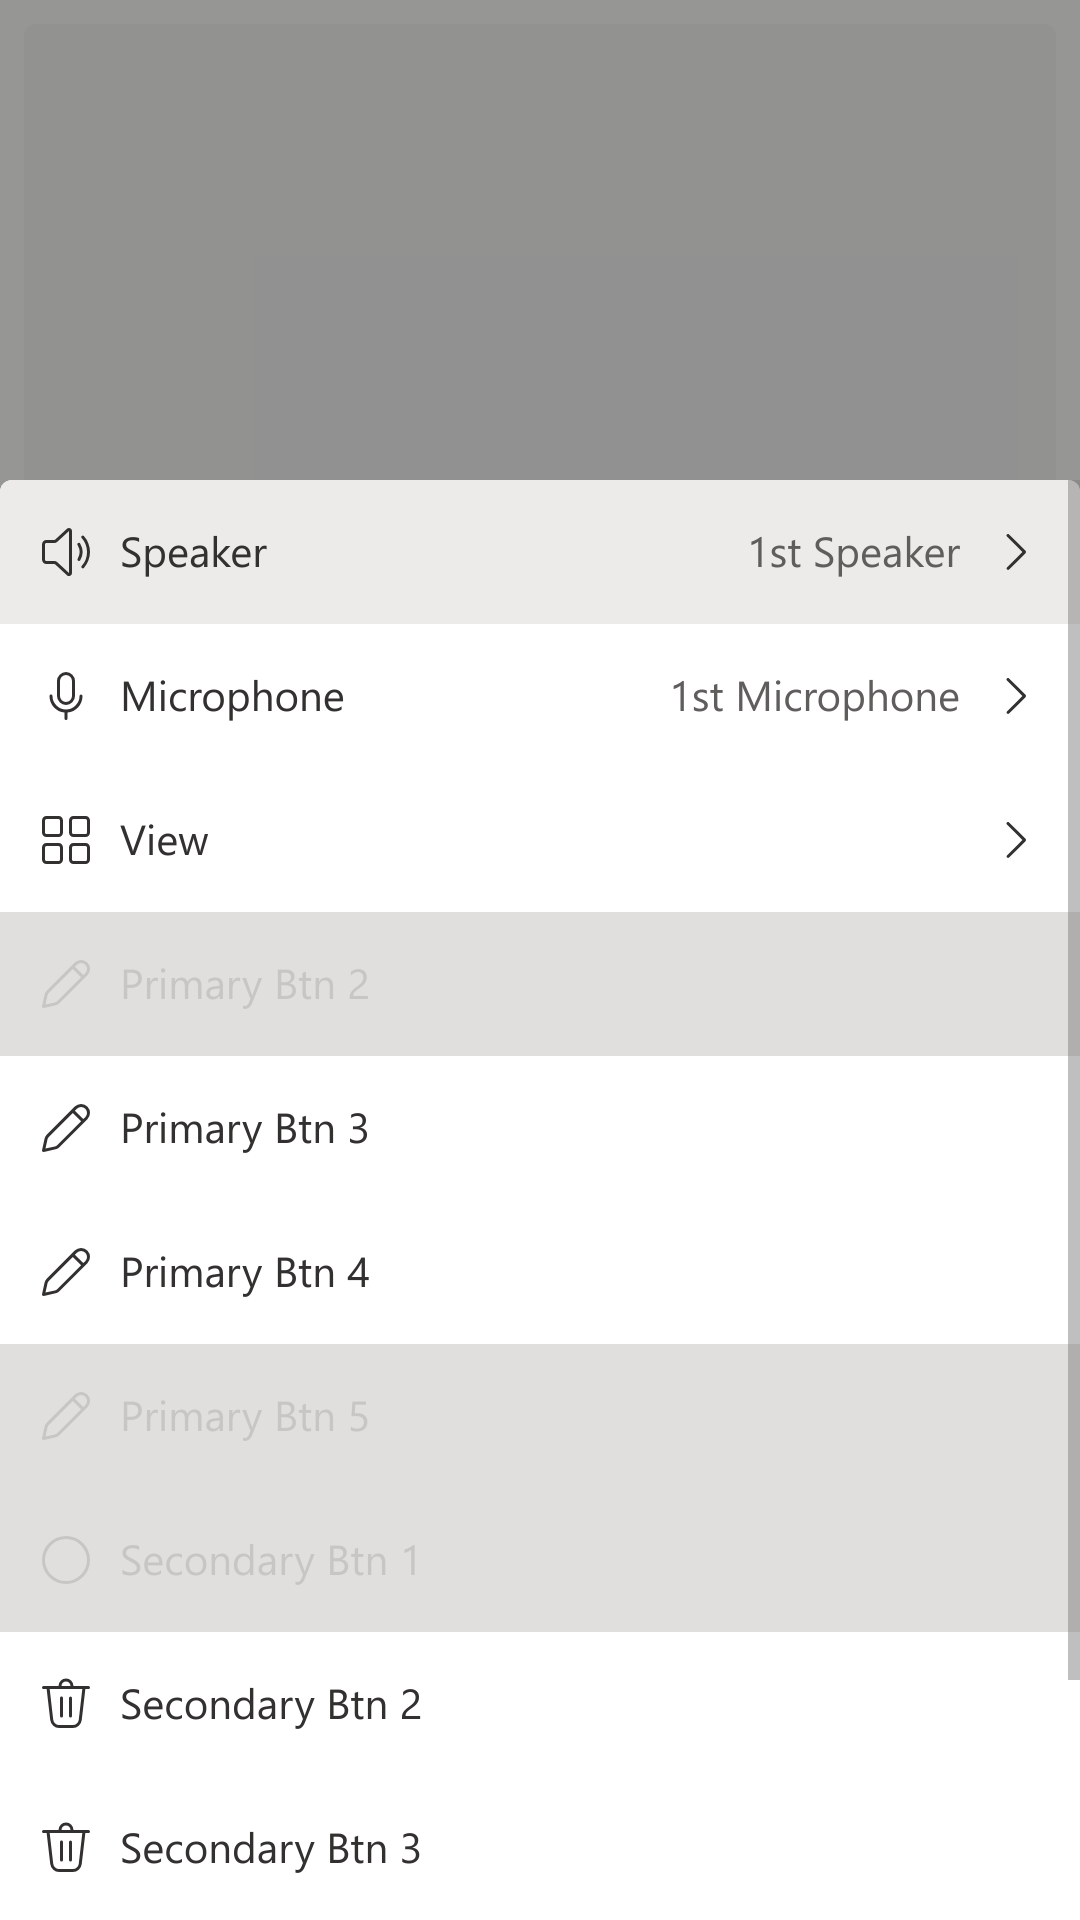 Speaker 1st Speaker
Microphone 1st Microphone
View
Primary Btn 2
Primary Btn 3
Primary Btn 4
Primary Btn 5
Secondary Btn 1
Secondary Btn 2
Secondary Btn 3